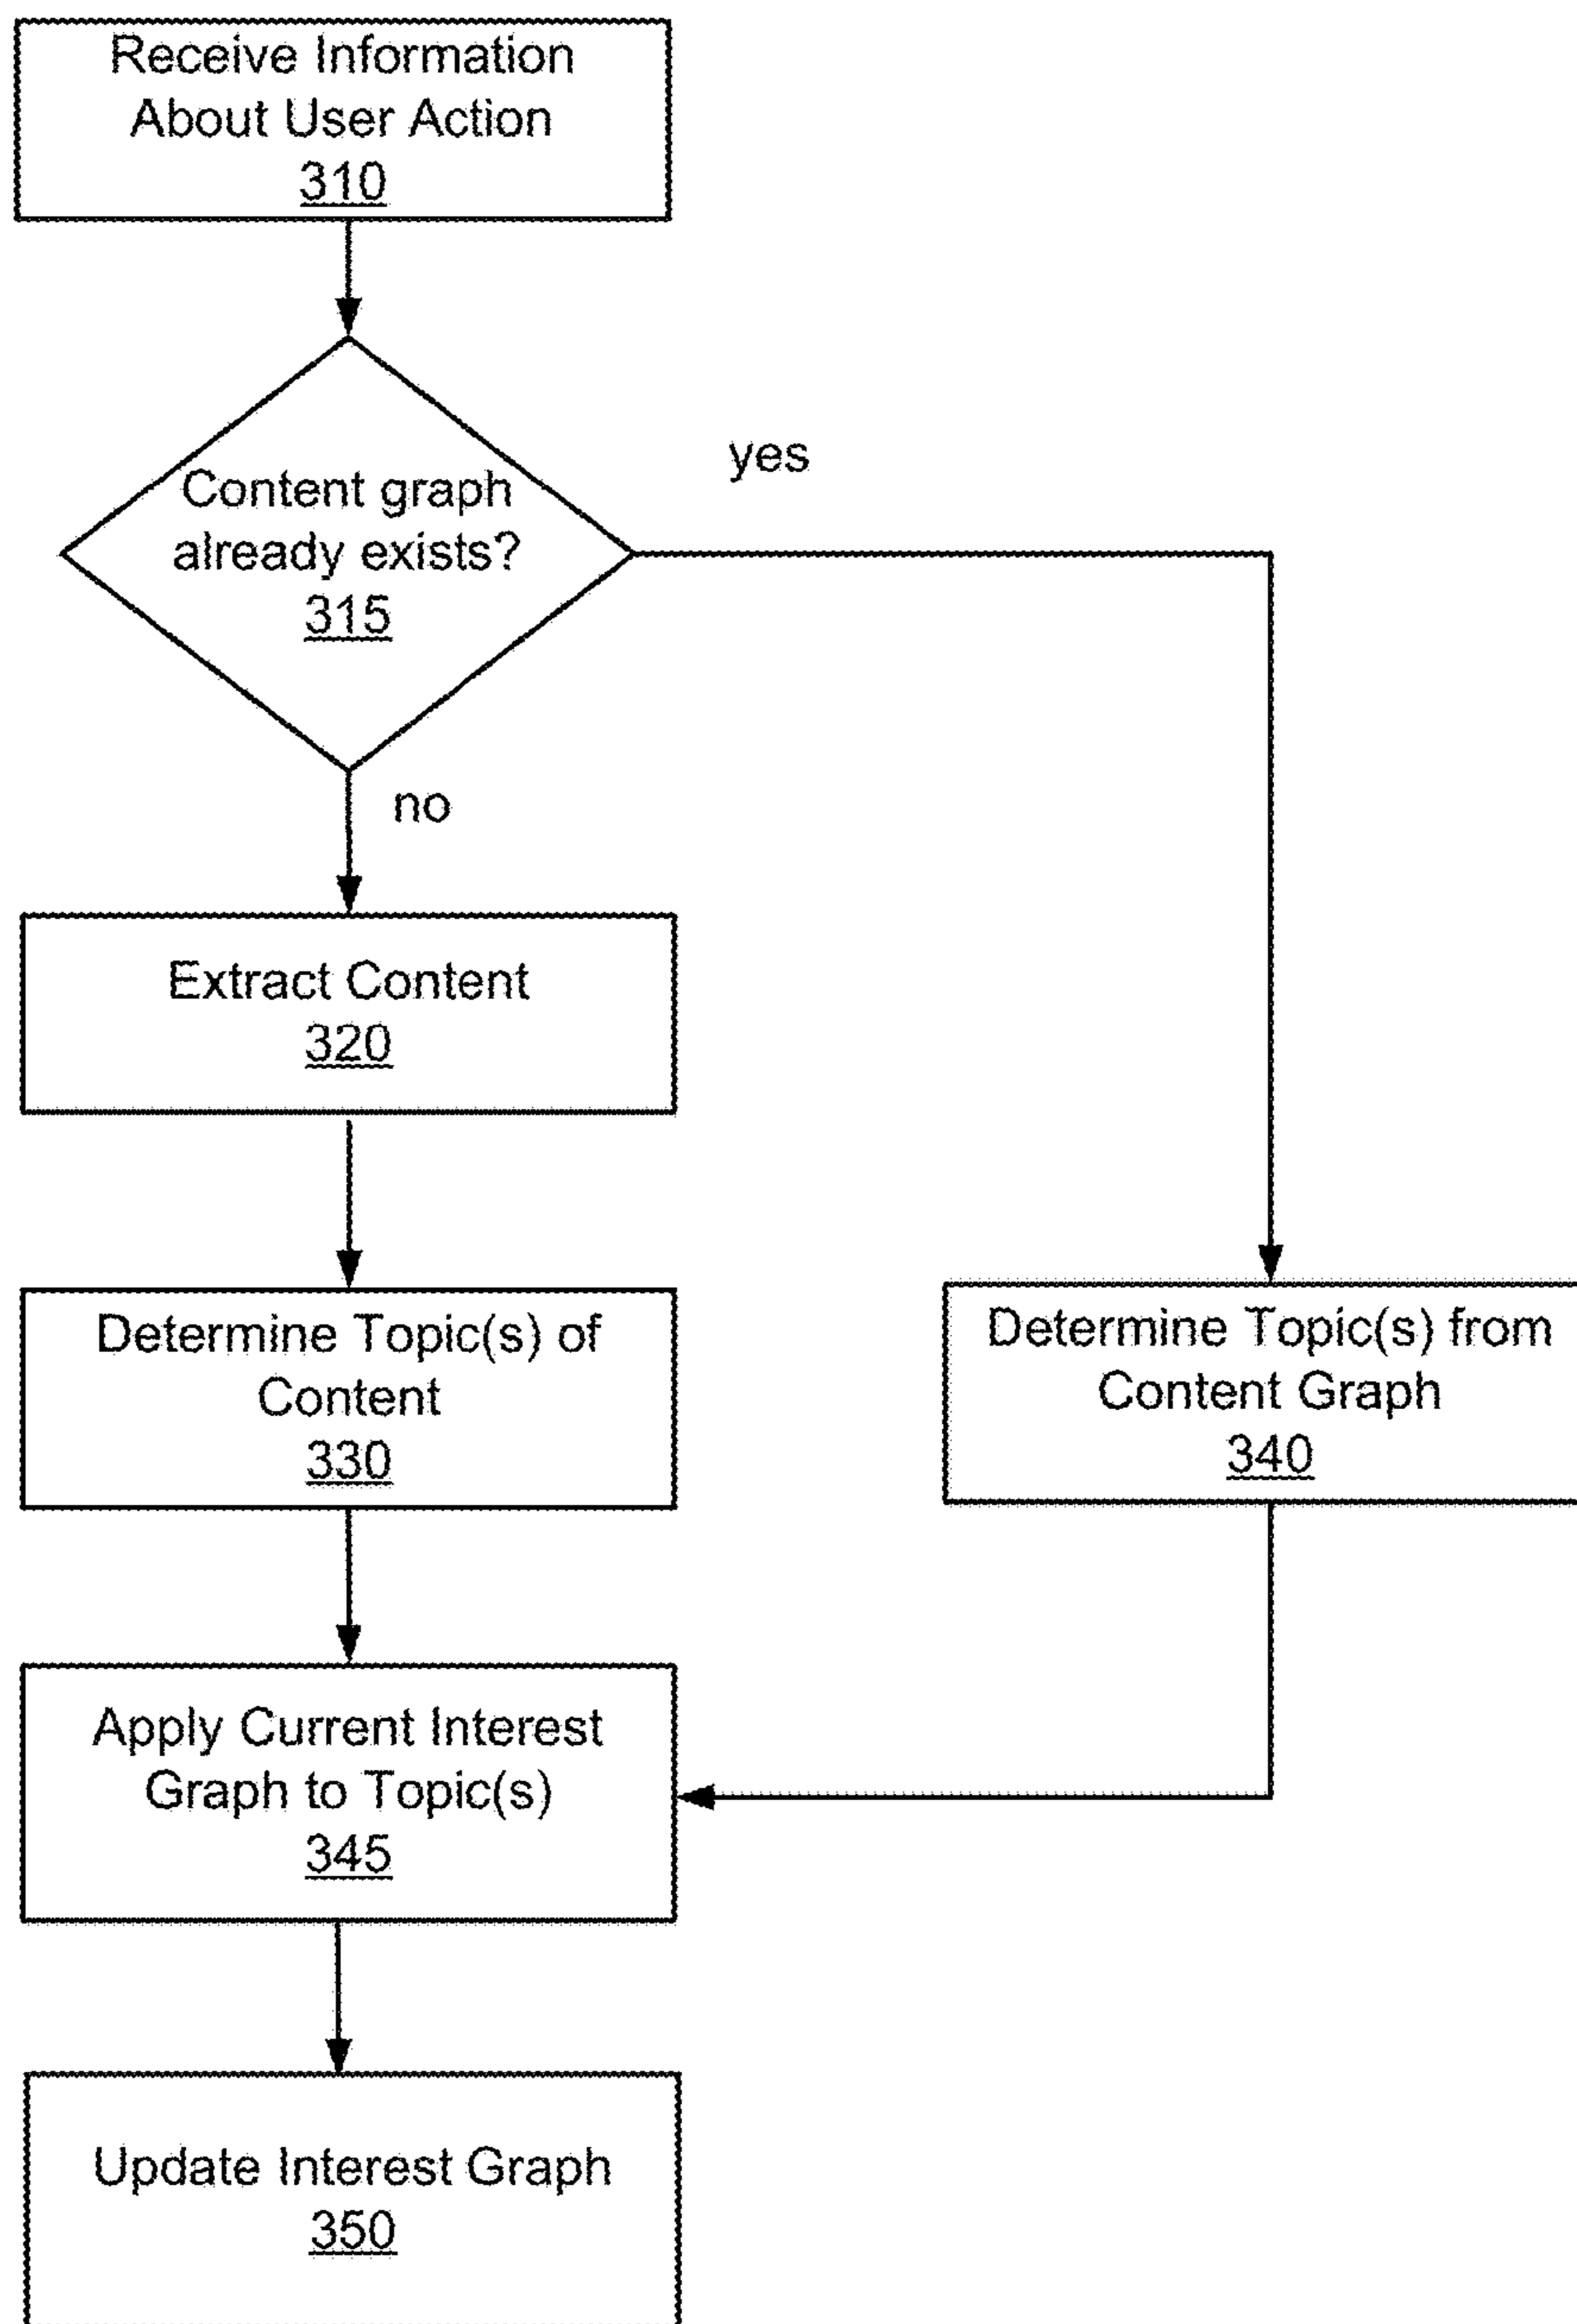 Receive Information
About User Action
310
Content graph
already exists?
315
yes
no
Extract Content
320
Determine Topic(s) of
Content
330
Determine Topic(s) from
Content Graph
340
Apply Current Interest
Graph to Topic(s)
345
Update Interest Graph
350